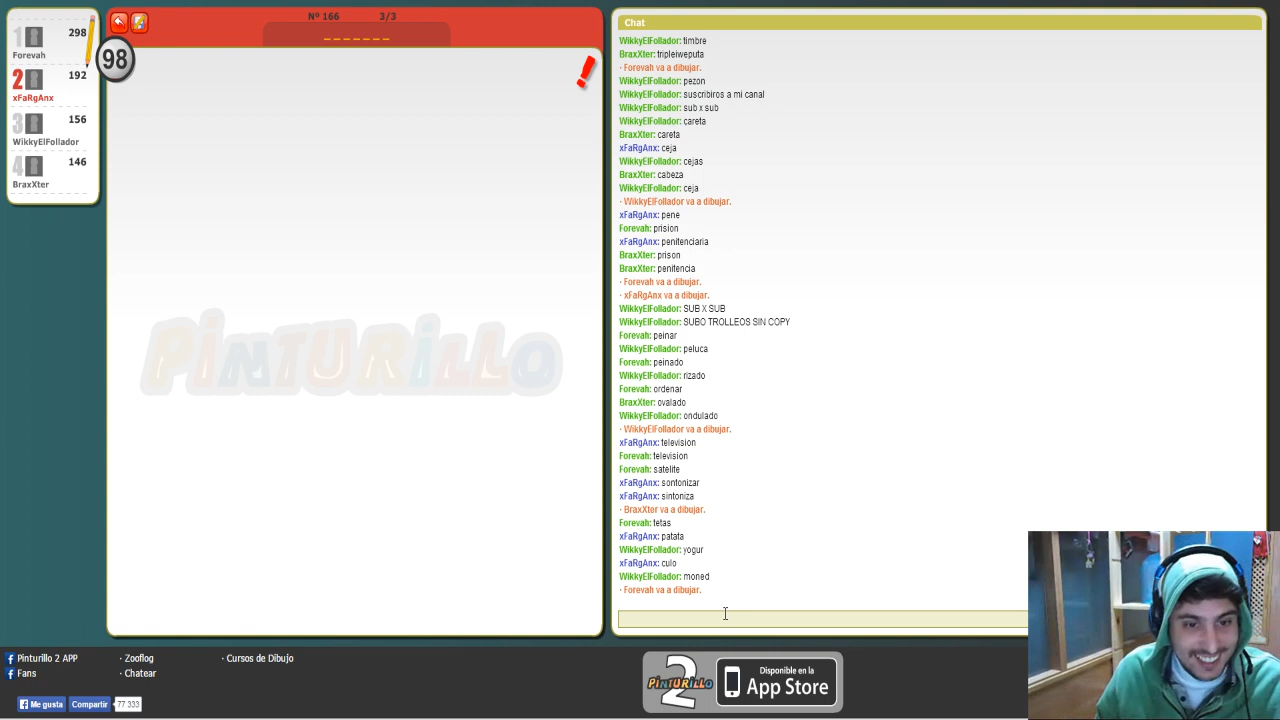 1 298
Forevah
98
2 192
xFaRgAnx
3 156
WikkyElFollador
4 146
BraxXter
Nº 166 3/3
_ _ _ _ _ _ _
!
PinTURiLLO
Chat
WikkyElFollador: timbre
BraxXter: tripleiweputa
· Forevah va a dibujar.
WikkyElFollador: pezon
WikkyElFollador: suscribiros a mi canal
WikkyElFollador: sub x sub
WikkyElFollador: careta
BraxXter: careta
xFaRgAnx: ceja
WikkyElFollador: cejas
BraxXter: cabeza
WikkyElFollador: ceja
· WikkyElFollador va a dibujar.
xFaRgAnx: pene
Forevah: prision
xFaRgAnx: penitenciaria
BraxXter: prison
BraxXter: penitencia
· Forevah va a dibujar.
· xFaRgAnx va a dibujar.
WikkyElFollador: SUB X SUB
WikkyElFollador: SUBO TROLLEOS SIN COPY
Forevah: peinar
WikkyElFollador: peluca
Forevah: peinado
WikkyElFollador: rizado
Forevah: ordenar
BraxXter: ovalado
WikkyElFollador: ondulado
· WikkyElFollador va a dibujar.
xFaRgAnx: television
Forevah: television
Forevah: satelite
xFaRgAnx: sontonizar
xFaRgAnx: sintoniza
· BraxXter va a dibujar.
Forevah: tetas
xFaRgAnx: patata
WikkyElFollador: yogur
xFaRgAnx: culo
WikkyElFollador: moned
· Forevah va a dibujar.
Pinturillo 2 APP · Zooflog · Cursos de Dibujo
Fans · Chatear
Me gusta Compartir 77 333
PinTURiLLO 2
Disponible en la
App Store